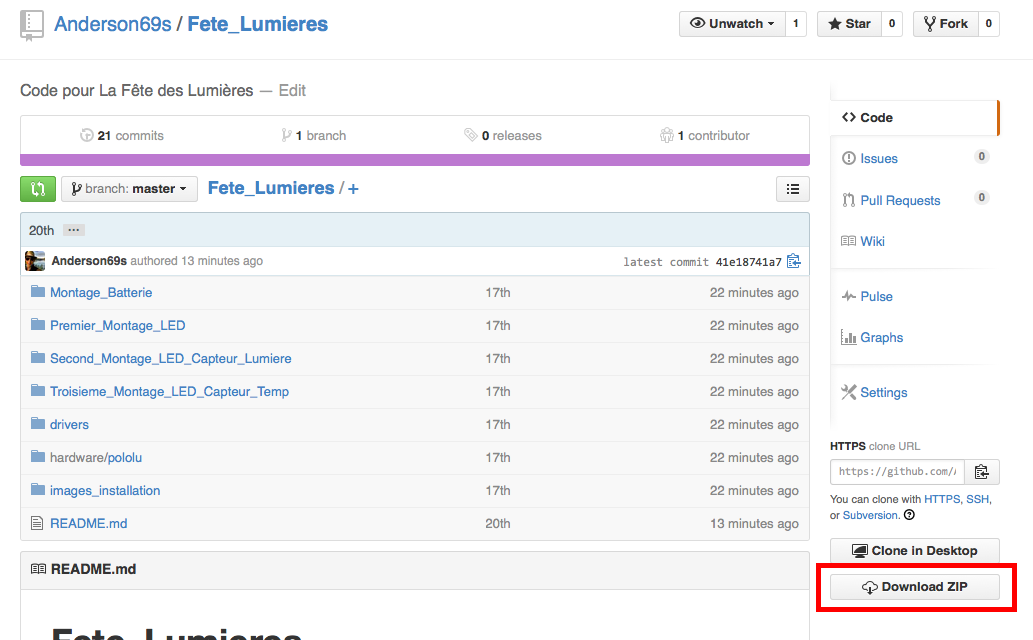 Anderson69s / Fete_Lumieres
Unwatch 1 Star 0 Fork 0
Code pour La Fête des Lumières — Edit
21 commits 1 branch 0 releases 1 contributor
branch: master Fete_Lumieres / +
20th ...
Anderson69s authored 13 minutes ago latest commit 41e18741a7
Montage_Batterie 17th 22 minutes ago
Premier_Montage_LED 17th 22 minutes ago
Second_Montage_LED_Capteur_Lumiere 17th 22 minutes ago
Troisieme_Montage_LED_Capteur_Temp 17th 22 minutes ago
drivers 17th 22 minutes ago
hardware/pololu 17th 22 minutes ago
images_installation 17th 22 minutes ago
README.md 20th 13 minutes ago
README.md
Fete_Lumieres
Code
Issues 0
Pull Requests 0
Wiki
Pulse
Graphs
Settings
HTTPS clone URL
https://github.com/
You can clone with HTTPS, SSH,
or Subversion.
Clone in Desktop
Download ZIP